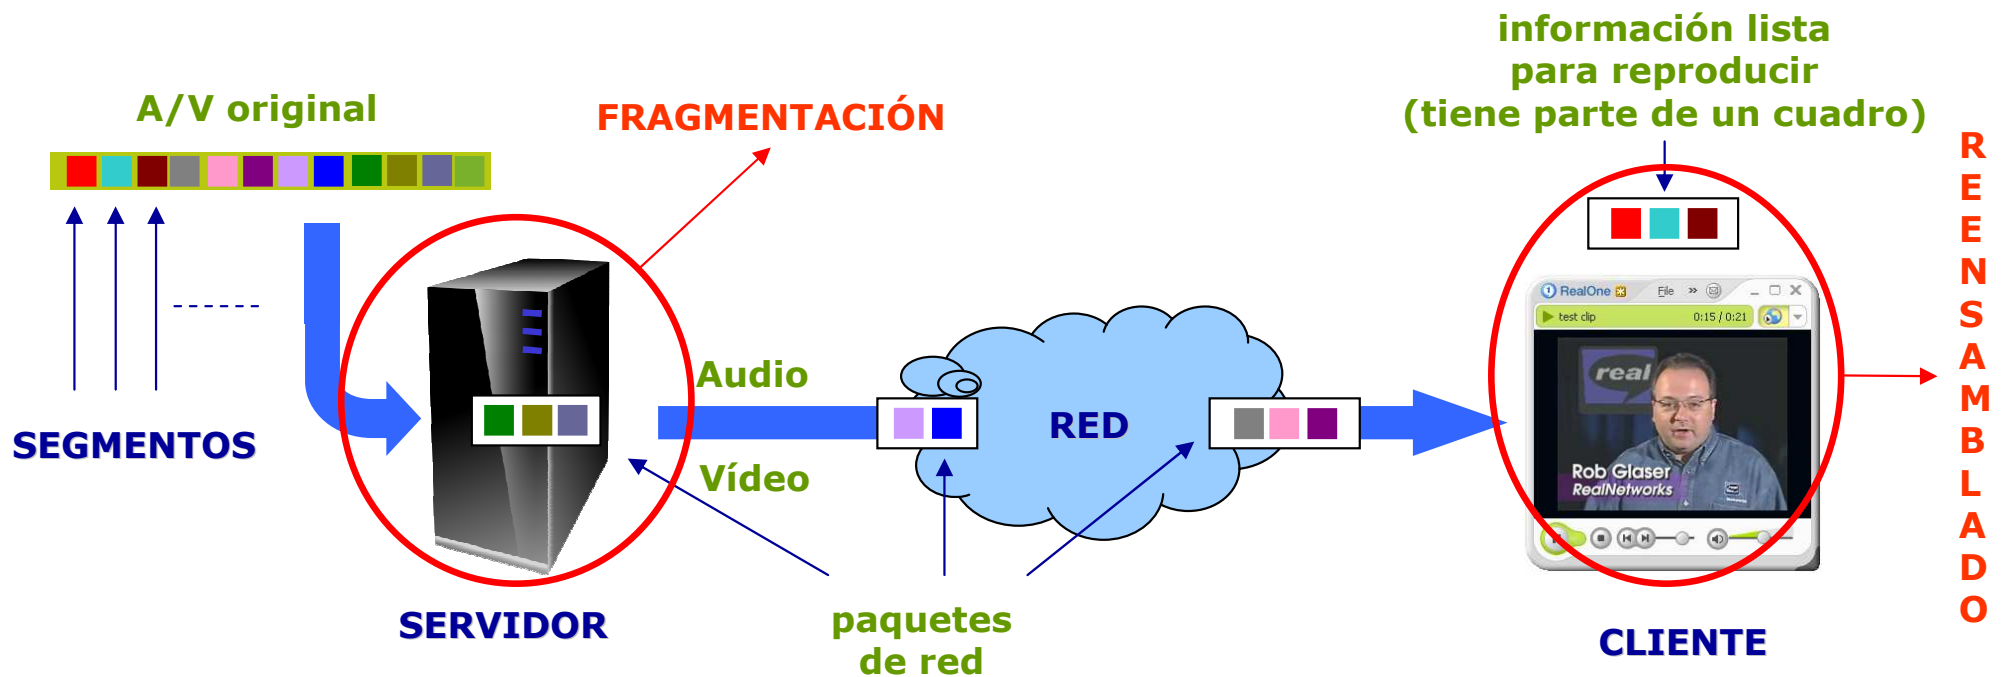 información lista
para reproducir
(tiene parte de un cuadro)
A/V original
FRAGMENTACIÓN
REENSAMBLADO
RealOne
File »
test clip
0:15 / 0:21
real
Rob Glaser
RealNetworks
Audio
RED
Vídeo
SEGMENTOS
SERVIDOR
paquetes
de red
CLIENTE